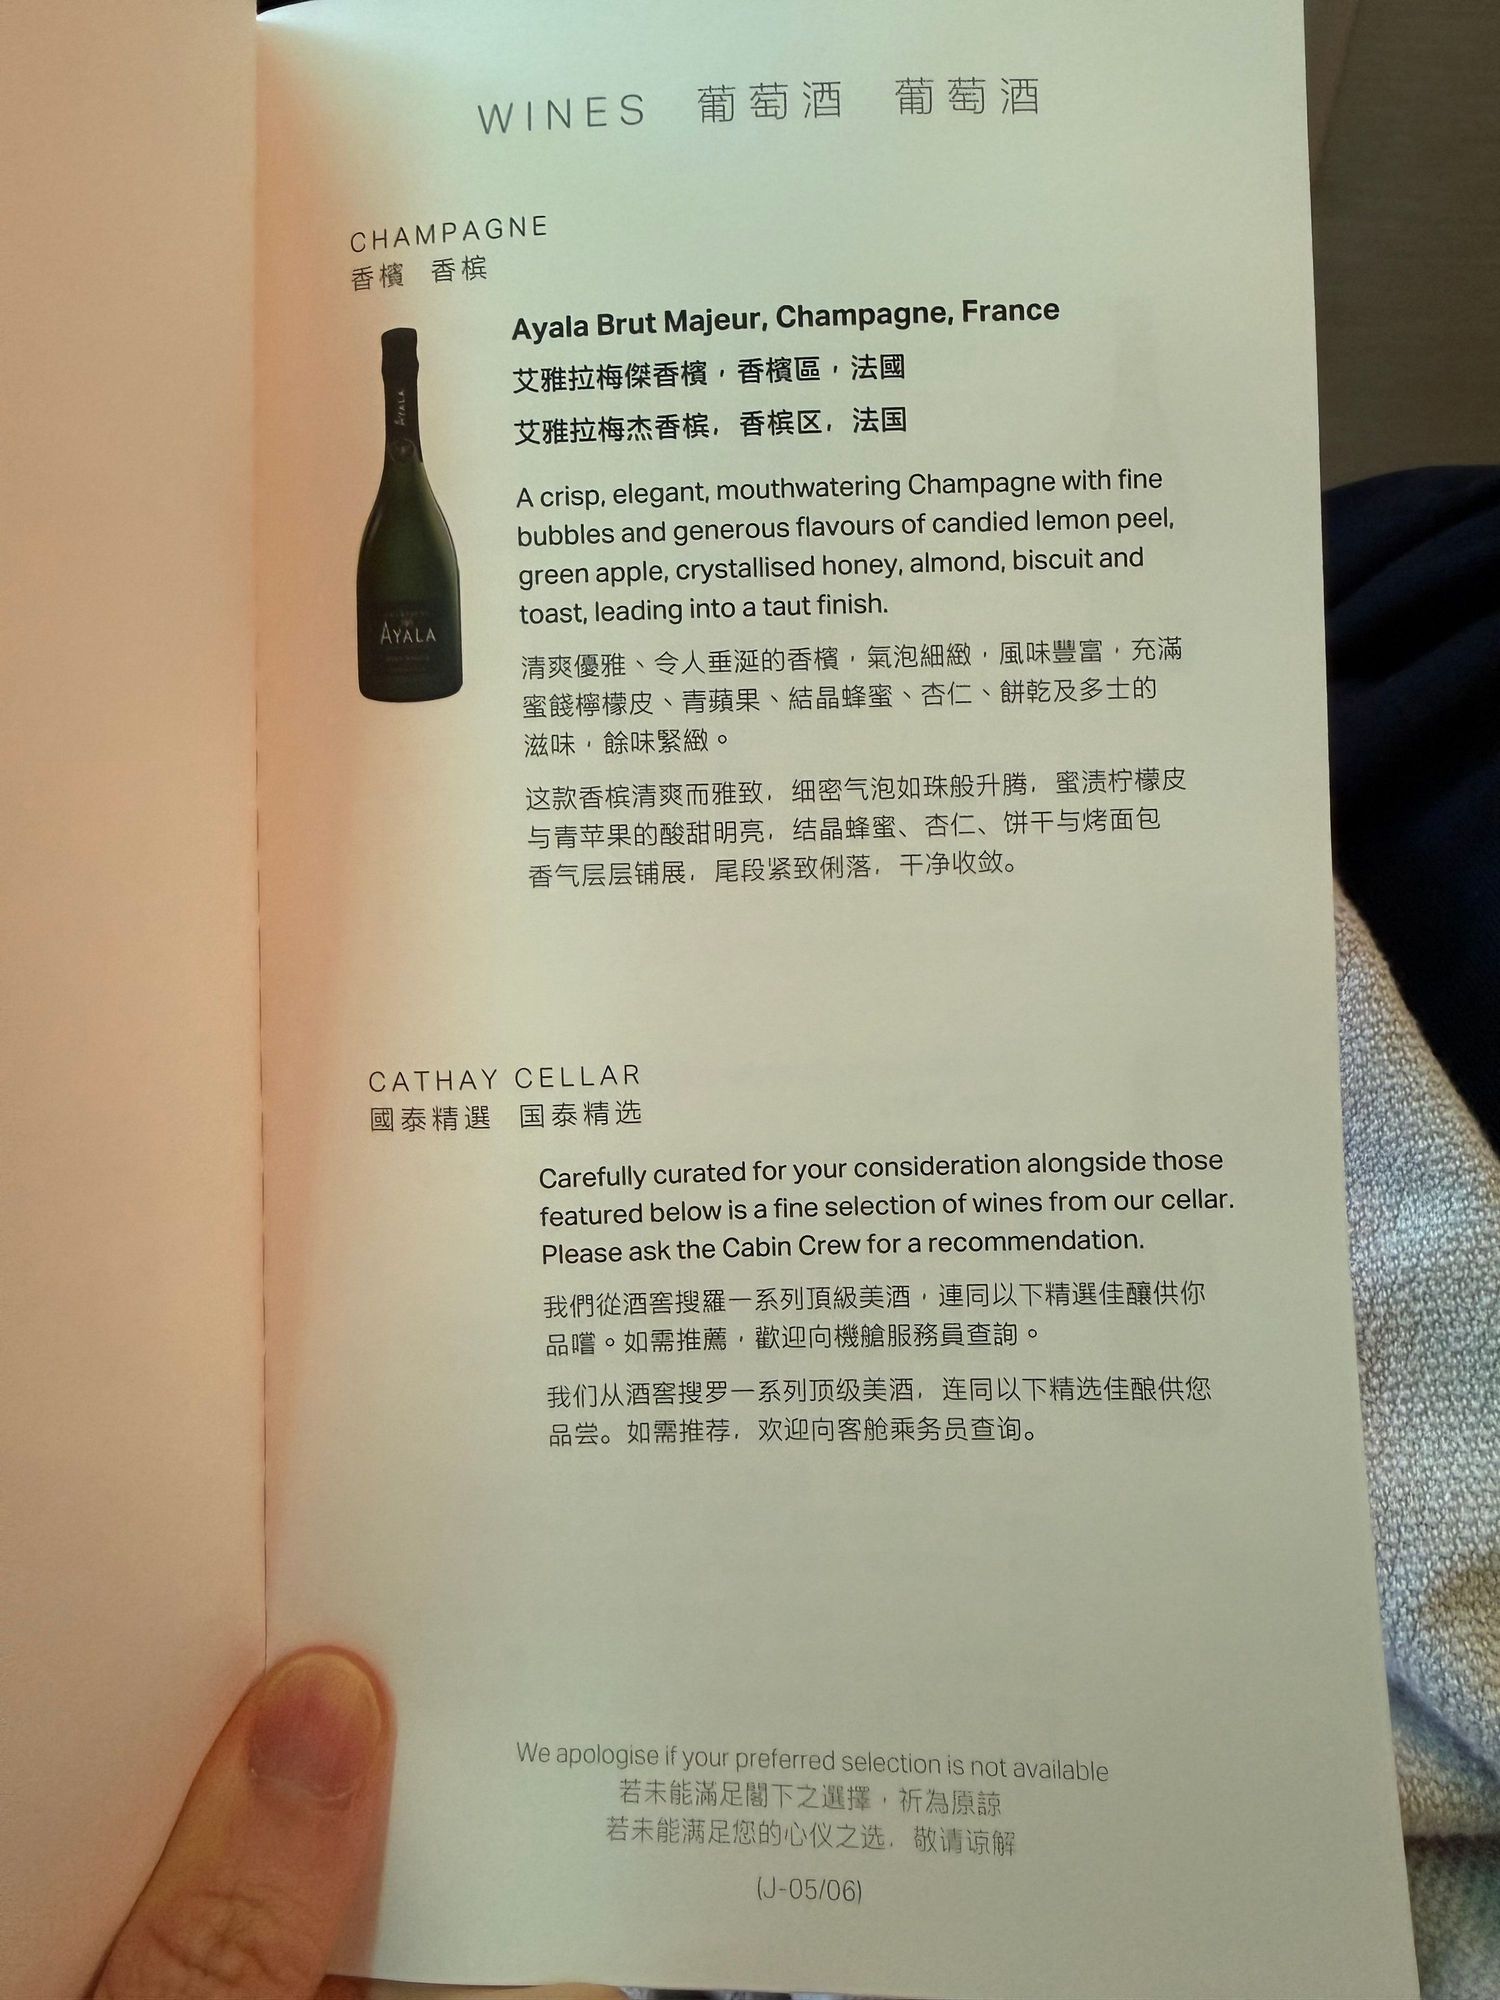 WINES 葡萄酒 葡萄酒
CHAMPAGNE
香檳 香槟
Ayala Brut Majeur, Champagne, France
艾雅拉梅傑香檳，香檳區，法國
艾雅拉梅杰香槟，香槟区，法国
A crisp, elegant, mouthwatering Champagne with fine
bubbles and generous flavours of candied lemon peel,
green apple, crystallised honey, almond, biscuit and
toast, leading into a taut finish.
清爽優雅、令人垂涎的香檳，氣泡細緻，風味豐富，充滿
蜜餞檸檬皮、青蘋果、結晶蜂蜜、杏仁、餅乾及多士的
滋味，餘味緊緻。
这款香槟清爽而雅致，细密气泡如珠般升腾，蜜渍柠檬皮
与青苹果的酸甜明亮，结晶蜂蜜、杏仁、饼干与烤面包
香气层层铺展，尾段紧致俐落，干净收敛。
AYALA
AYALA
CATHAY CELLAR
國泰精選 国泰精选
Carefully curated for your consideration alongside those
featured below is a fine selection of wines from our cellar.
Please ask the Cabin Crew for a recommendation.
我們從酒窖搜羅一系列頂級美酒，連同以下精選佳釀供你
品嚐。如需推薦，歡迎向機艙服務員查詢。
我们从酒窖搜罗一系列顶级美酒，连同以下精选佳酿供您
品尝。如需推荐，欢迎向客舱乘务员查询。
We apologise if your preferred selection is not available
若未能滿足閣下之選擇，祈為原諒
若未能满足您的心仪之选，敬请谅解
(J-05/06)